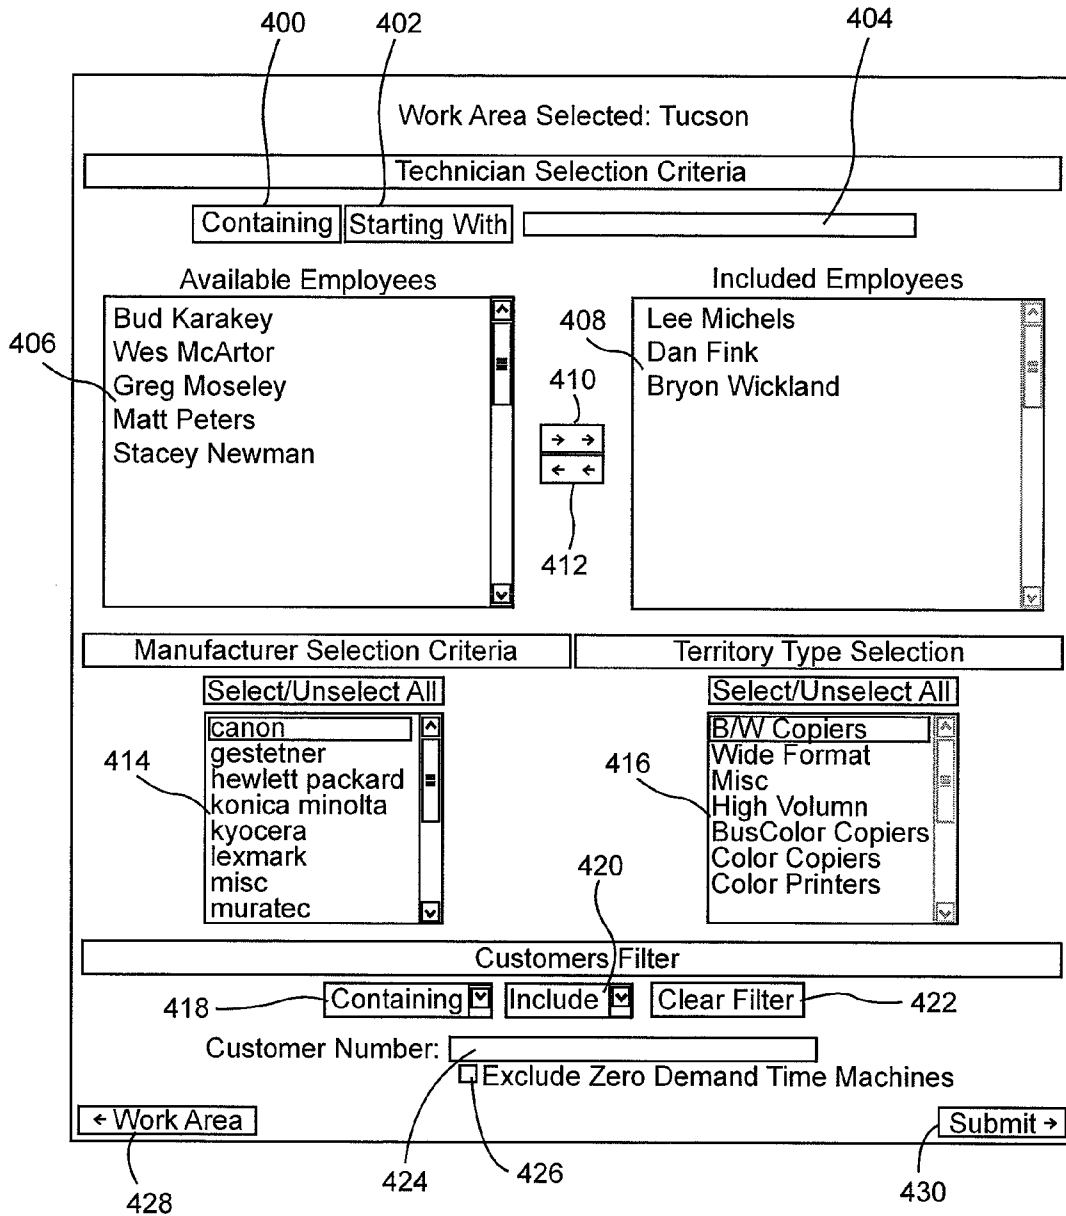 400 402 404
Work Area Selected: Tucson
Technician Selection Criteria
Containing Starting With
Available Employees Included Employees
Bud Karakey Lee Michels
408
Wes McArtor Dan Fink
406
Greg Moseley Bryon Wickland
410
Matt Peters
→ →
Stacey Newman
← ←
412
Manufacturer Selection Criteria Territory Type Selection
Select/Unselect All Select/Unselect All
canon B/W Copiers
gestetner Wide Format
414 hewlett packard 416 Misc
konica minolta High Volumn
kyocera BusColor Copiers
lexmark Color Copiers
420
misc Color Printers
muratec
Customers Filter
418 Containing Include Clear Filter 422
Customer Number:
Exclude Zero Demand Time Machines
← Work Area Submit →
424 426
428 430